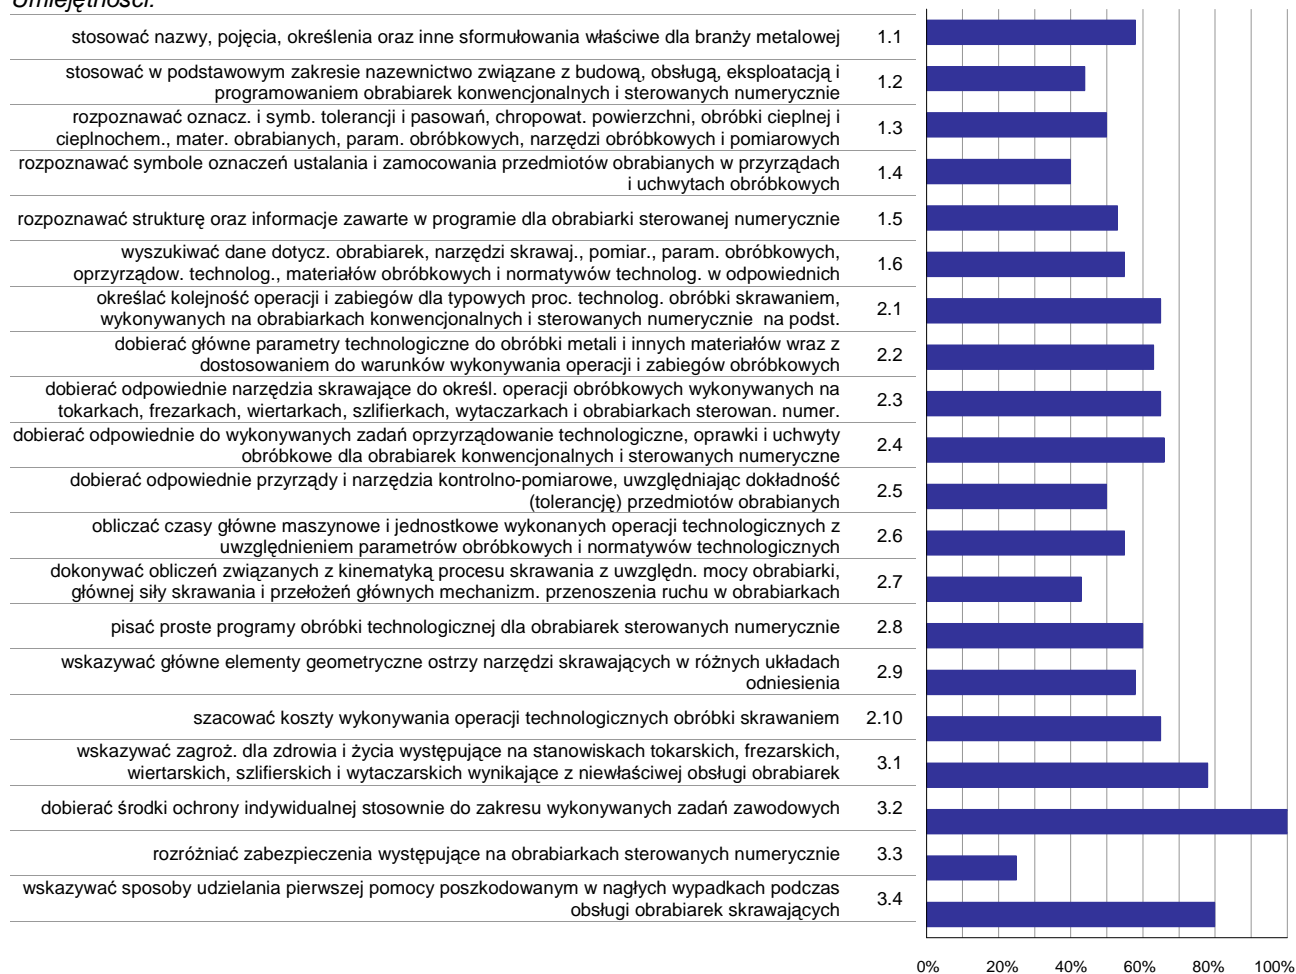 Umiejętności:
stosować nazwy, pojęcia, określenia oraz inne sformułowania właściwe dla branży metalowej 1.1
stosować w podstawowym zakresie nazewnictwo związane z budową, obsługą, eksploatacją i
programowaniem obrabiarek konwencjonalnych i sterowanych numerycznie 1.2
rozpoznawać oznacz. i symb. tolerancji i pasowań, chropowat. powierzchni, obróbki cieplnej i
cieplnochem., mater. obrabianych, param. obróbkowych, narzędzi obróbkowych i pomiarowych 1.3
rozpoznawać symbole oznaczeń ustalania i zamocowania przedmiotów obrabianych w przyrządach
i uchwytach obróbkowych 1.4
rozpoznawać strukturę oraz informacje zawarte w programie dla obrabiarki sterowanej numerycznie 1.5
wyszukiwać dane dotycz. obrabiarek, narzędzi skrawaj., pomiar., param. obróbkowych,
oprzyrządow. technolog., materiałów obróbkowych i normatywów technolog. w odpowiednich 1.6
określać kolejność operacji i zabiegów dla typowych proc. technolog. obróbki skrawaniem,
wykonywanych na obrabiarkach konwencjonalnych i sterowanych numerycznie na podst. 2.1
dobierać główne parametry technologiczne do obróbki metali i innych materiałów wraz z
dostosowaniem do warunków wykonywania operacji i zabiegów obróbkowych 2.2
dobierać odpowiednie narzędzia skrawające do określ. operacji obróbkowych wykonywanych na
tokarkach, frezarkach, wiertarkach, szlifierkach, wytaczarkach i obrabiarkach sterowan. numer. 2.3
dobierać odpowiednie do wykonywanych zadań oprzyrządowanie technologiczne, oprawki i uchwyty
obróbkowe dla obrabiarek konwencjonalnych i sterowanych numeryczne 2.4
dobierać odpowiednie przyrządy i narzędzia kontrolno-pomiarowe, uwzględniając dokładność
(tolerancję) przedmiotów obrabianych 2.5
obliczać czasy główne maszynowe i jednostkowe wykonanych operacji technologicznych z
uwzględnieniem parametrów obróbkowych i normatywów technologicznych 2.6
dokonywać obliczeń związanych z kinematyką procesu skrawania z uwzględn. mocy obrabiarki,
głównej siły skrawania i przełożeń głównych mechanizm. przenoszenia ruchu w obrabiarkach 2.7
pisać proste programy obróbki technologicznej dla obrabiarek sterowanych numerycznie 2.8
wskazywać główne elementy geometryczne ostrzy narzędzi skrawających w różnych układach
odniesienia 2.9
szacować koszty wykonywania operacji technologicznych obróbki skrawaniem 2.10
wskazywać zagroż. dla zdrowia i życia występujące na stanowiskach tokarskich, frezarskich,
wiertarskich, szlifierskich i wytaczarskich wynikające z niewłaściwej obsługi obrabiarek 3.1
dobierać środki ochrony indywidualnej stosownie do zakresu wykonywanych zadań zawodowych 3.2
rozróżniać zabezpieczenia występujące na obrabiarkach sterowanych numerycznie 3.3
wskazywać sposoby udzielania pierwszej pomocy poszkodowanym w nagłych wypadkach podczas
obsługi obrabiarek skrawających 3.4
0% 20% 40% 60% 80% 100%